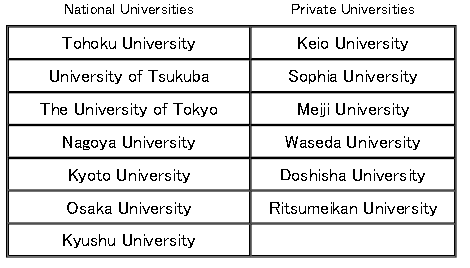 National Universities Private Universities
Tohoku University Keio University
University of Tsukuba Sophia University
The University of Tokyo Meiji University
Nagoya University Waseda University
Kyoto University Doshisha University
Osaka University Ritsumeikan University
Kyushu University